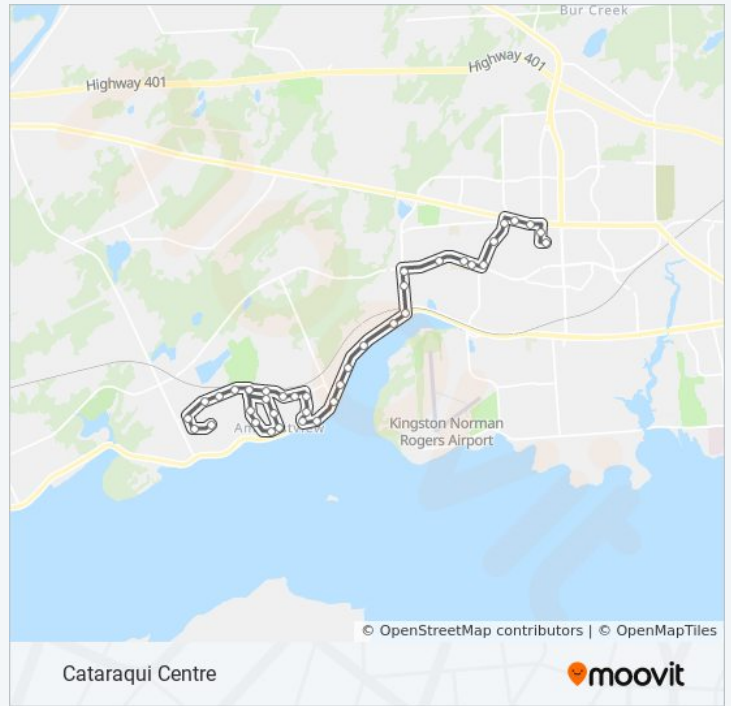 Bur Creek
Highway 401
Highway 401
Kingston Norman
Rogers Airport
© OpenStreetMap contributors | © OpenMapTiles
Cataraqui Centre
moovit